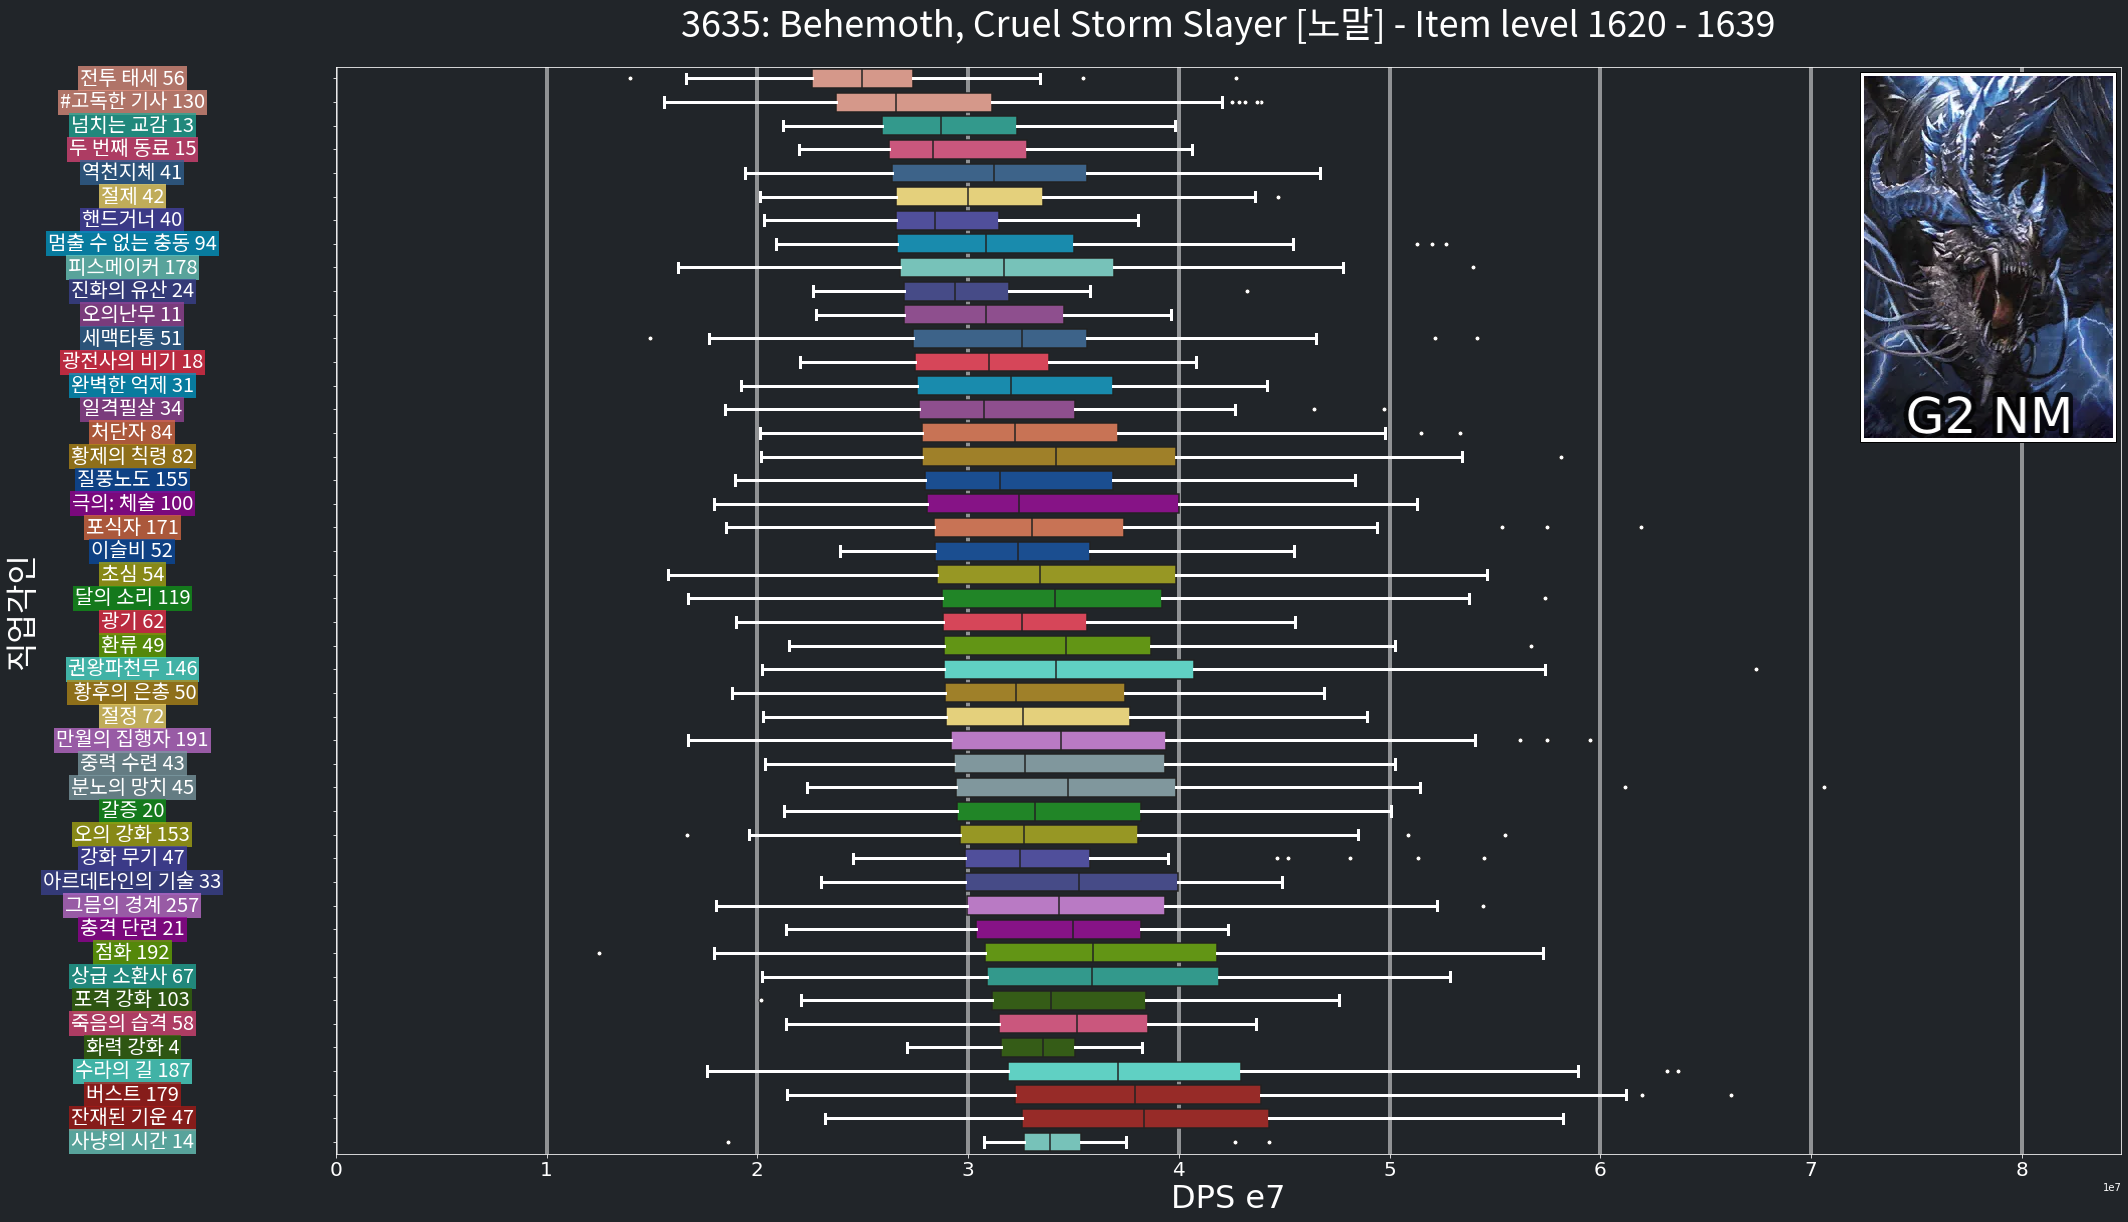 3635: Behemoth, Cruel Storm Slayer [노말] - Item level 1620 - 1639
전투 태세 56
#고독한 기사 130
넘치는 교감 13
두 번째 동료 15
역천지체 41
절제 42
핸드거너 40
멈출 수 없는 충동 94
피스메이커 178
진화의 유산 24
오의난무 11
세맥타통 51
광전사의 비기 18
완벽한 억제 31
일격필살 34
처단자 84
황제의 칙령 82
질풍노도 155
극의: 체술 100
포식자 171
이슬비 52
초심 54
달의 소리 119
광기 62
환류 49
권왕파천무 146
황후의 은총 50
절정 72
만월의 집행자 191
중력 수련 43
분노의 망치 45
갈증 20
오의 강화 153
강화 무기 47
아르데타인의 기술 33
그믐의 경계 257
충격 단련 21
점화 192
상급 소환사 67
포격 강화 103
죽음의 습격 58
화력 강화 4
수라의 길 187
버스트 179
잔재된 기운 47
사냥의 시간 14
직업각인
G2 NM
0 1 2 3 4 5 6 7 8
1e7
DPS e7